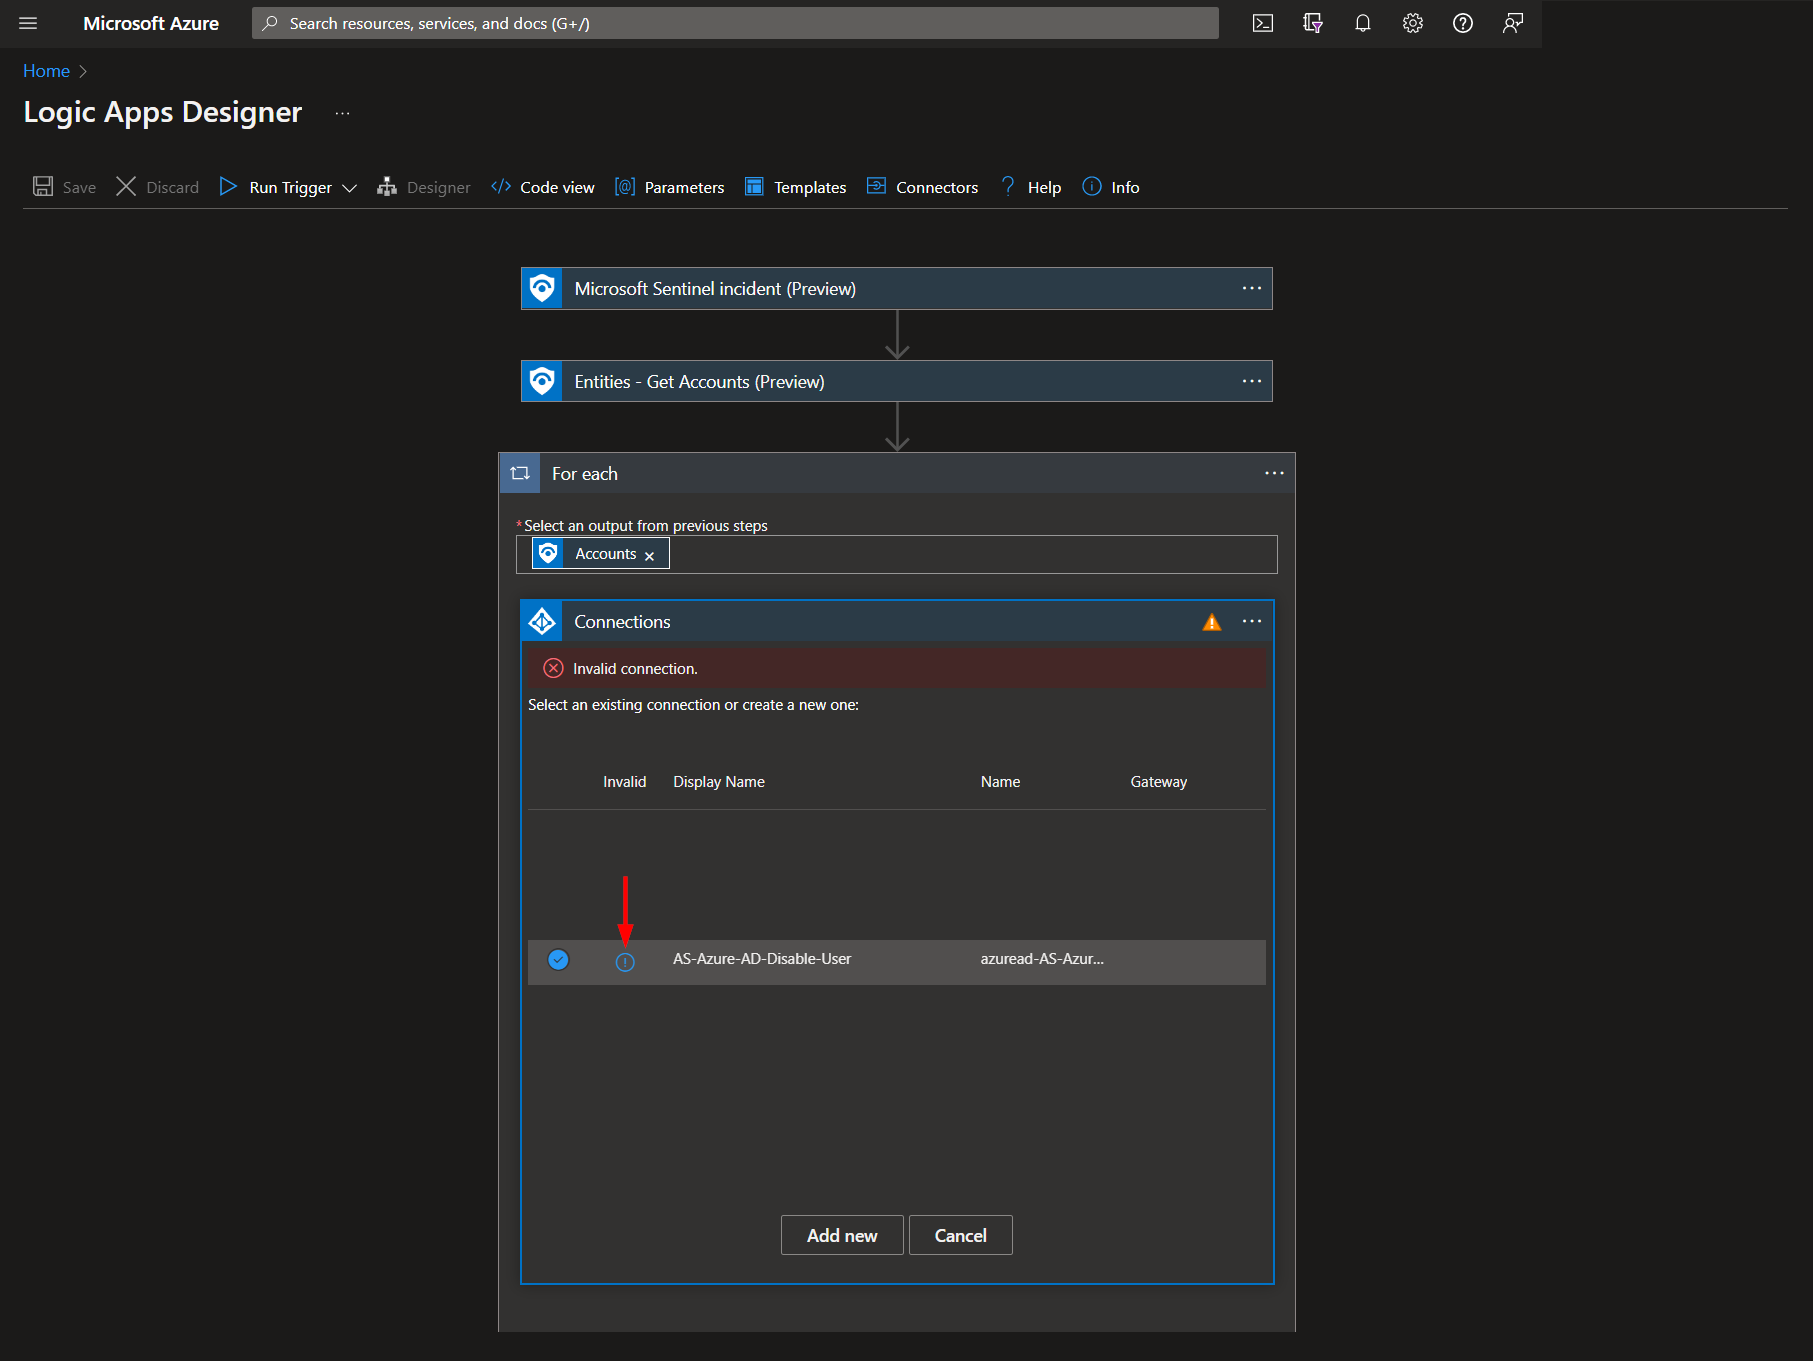 Microsoft Azure
Search resources, services, and docs (G+/)
Home
Logic Apps Designer ...
Save Discard Run Trigger Designer Code view Parameters Templates Connectors Help Info
Microsoft Sentinel incident (Preview)
Entities - Get Accounts (Preview)
For each
* Select an output from previous steps
Accounts
Connections
Invalid connection.
Select an existing connection or create a new one:
Invalid Display Name Name Gateway
AS-Azure-AD-Disable-User azuread-AS-Azur...
Add new Cancel